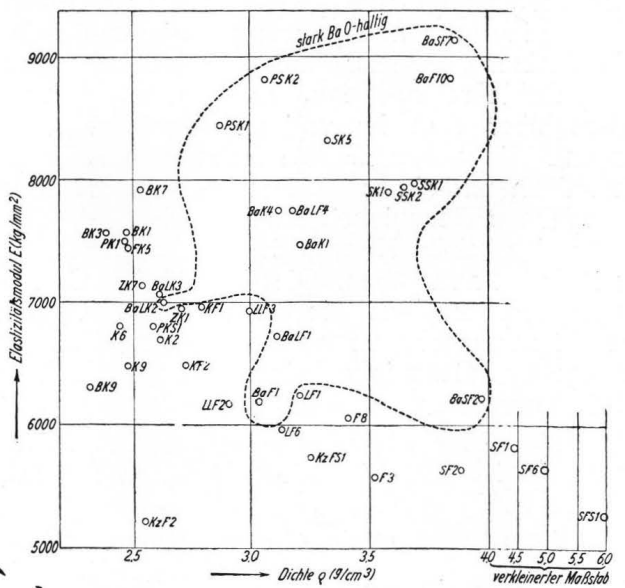 stark BaO-haltig
BaSF7
9000
PSK2
BaF10
PSK1
SK5
8000
BK7
SK1
SSK1
SSK2
BaK4
BaLF4
BK3
BK1
PK1
FK5
BaK1
ZK7
BaLK3
7000
BaLK2
ZK1
KF1
LLF3
K6
PKS1
K2
BaLF1
K9
KF2
BK9
LLF2
BaF1
LF1
BaSF2
6000
LF6
F8
KzFS1
F3
SF2
SF1
SF6
KzF2
SFS1
5000
Elastizitätsmodul E(kg/mm²)
2,5 3,0 3,5 4,0 4,5 5,0 6,0
Dichte ϱ (g/cm³)
verkleinerter Maßstab